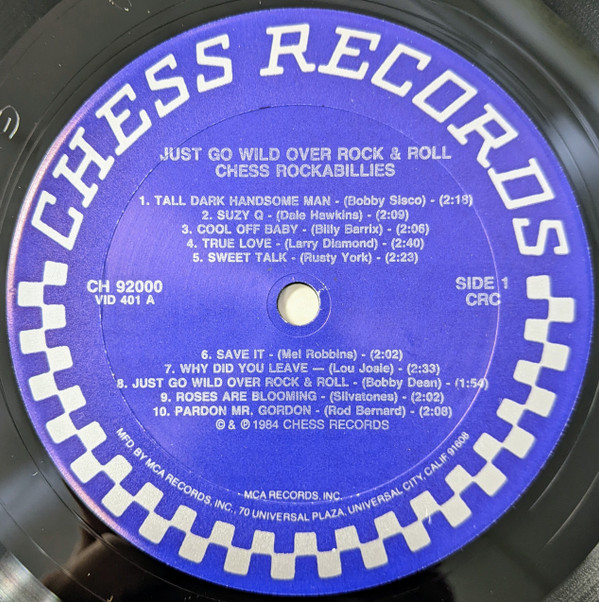 CHESS RECORDS
JUST GO WILD OVER ROCK & ROLL
CHESS ROCKABILLIES
1. TALL DARK HANDSOME MAN - (Bobby Sisco) - (2:18)
2. SUZY Q - (Dale Hawkins) - (2:09)
3. COOL OFF BABY - (Billy Barrix) - (2:06)
4. TRUE LOVE - (Larry Diamond) - (2:40)
5. SWEET TALK - (Rusty York) - (2:23)
CH 92000
VID 401 A
SIDE 1
CRC
6. SAVE IT - (Mel Robbins) - (2:02)
7. WHY DID YOU LEAVE — (Lou Josie) - (2:33)
8. JUST GO WILD OVER ROCK & ROLL - (Bobby Dean) - (1:54)
9. ROSES ARE BLOOMING - (Silvatones) - (2:02)
10. PARDON MR. GORDON - (Rod Bernard) - (2:08)
© & ℗ 1984 CHESS RECORDS
MCA RECORDS, INC.
MFD BY MCA RECORDS, INC., 70 UNIVERSAL PLAZA, UNIVERSAL CITY, CALIF 91608